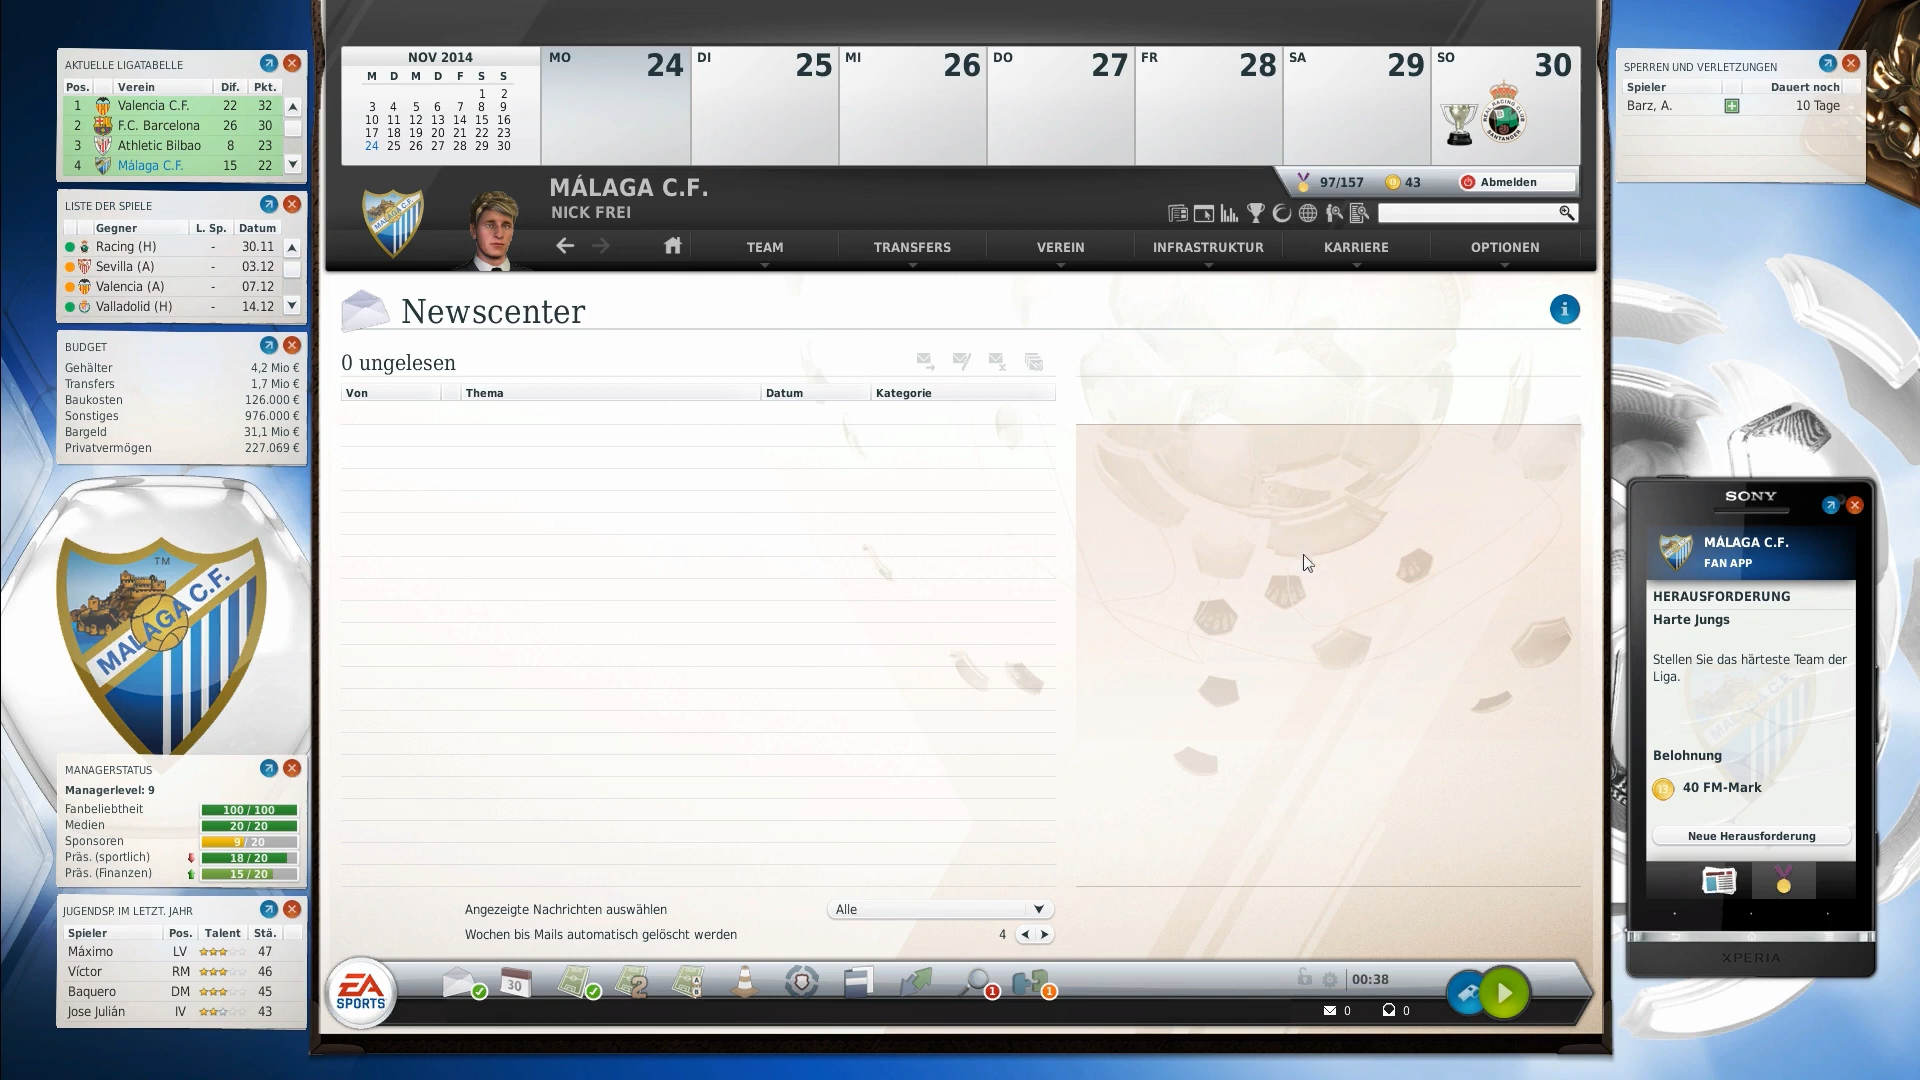 AKTUELLE LIGATABELLE
Pos. Verein Dif. Pkt.
1 Valencia C.F. 22 32
2 F.C. Barcelona 26 30
3 Athletic Bilbao 8 23
4 Málaga C.F. 15 22
LISTE DER SPIELE
Gegner L. Sp. Datum
Racing (H) - 30.11
Sevilla (A) - 03.12
Valencia (A) - 07.12
Valladolid (H) - 14.12
BUDGET
Gehälter 4,2 Mio €
Transfers 1,7 Mio €
Baukosten 126.000 €
Sonstiges 976.000 €
Bargeld 31,1 Mio €
Privatvermögen 227.069 €
TM
MALAGA C.F.
MANAGERSTATUS
Managerlevel: 9
Fanbeliebtheit 100 / 100
Medien 20 / 20
Sponsoren 9 / 20
Präs. (sportlich) 18 / 20
Präs. (Finanzen) 15 / 20
JUGENDSP. IM LETZT. JAHR
Spieler Pos. Talent Stä.
Máximo LV 47
Víctor RM 46
Baquero DM 45
Jose Julián IV 43
NOV 2014
M D M D F S S
1 2
3 4 5 6 7 8 9
10 11 12 13 14 15 16
17 18 19 20 21 22 23
24 25 26 27 28 29 30
MO 24
DI 25
MI 26
DO 27
FR 28
SA 29
SO 30
MÁLAGA C.F.
NICK FREI
97/157 43 Abmelden
TEAM TRANSFERS VEREIN INFRASTRUKTUR KARRIERE OPTIONEN
Newscenter
i
0 ungelesen
Von Thema Datum Kategorie
Angezeigte Nachrichten auswählen Alle
Wochen bis Mails automatisch gelöscht werden 4
EA SPORTS
30
2
1
1
00:38
0 0
SPERREN UND VERLETZUNGEN
Spieler Dauert noch
Barz, A. 10 Tage
SONY
MÁLAGA C.F.
FAN APP
HERAUSFORDERUNG
Harte Jungs
Stellen Sie das härteste Team der
Liga.
Belohnung
13 40 FM-Mark
Neue Herausforderung
XPERIA